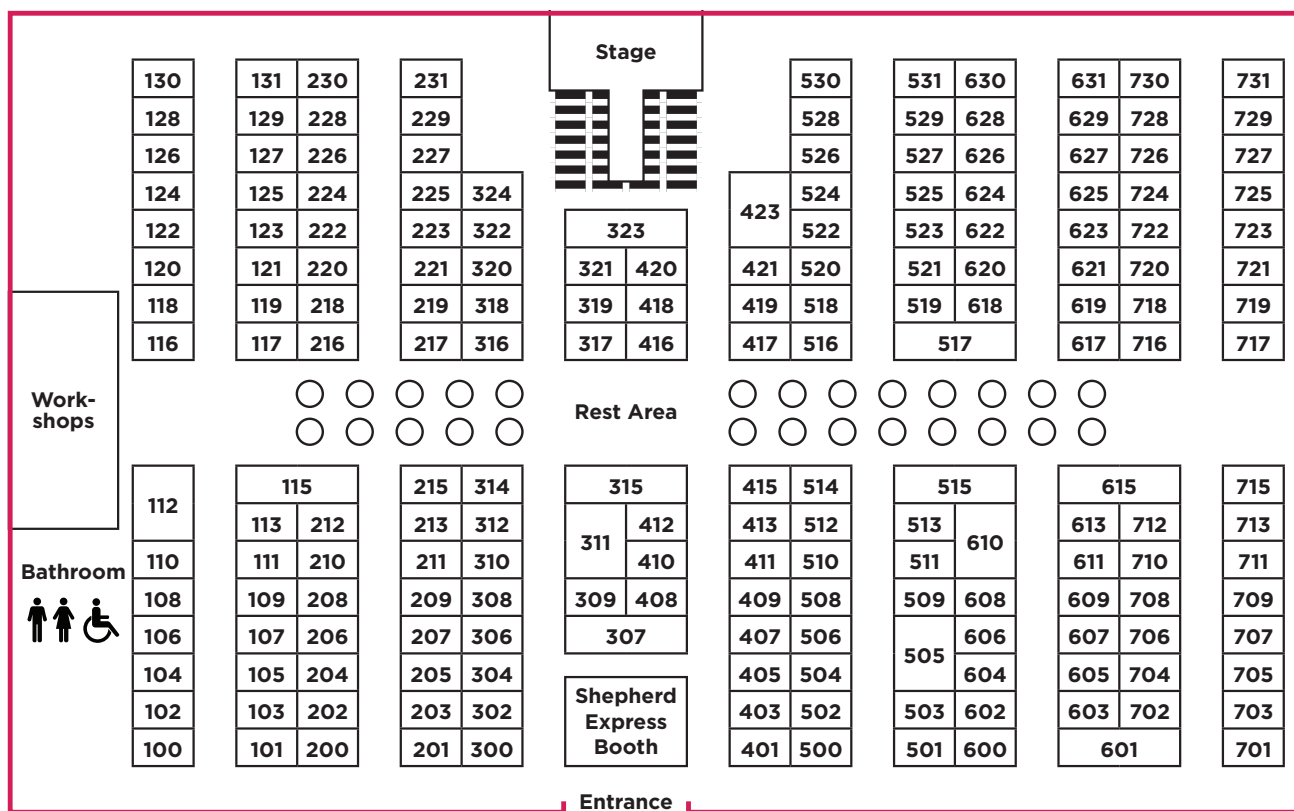 Stage
130 131 230 231 530 531 630 631 730 731
128 129 228 229 528 529 628 629 728 729
126 127 226 227 526 527 626 627 726 727
124 125 224 225 324 423 524 525 624 625 724 725
122 123 222 223 322 323 522 523 622 623 722 723
120 121 220 221 320 321 420 421 520 521 620 621 720 721
118 119 218 219 318 319 418 419 518 519 618 619 718 719
116 117 216 217 316 317 416 417 516 517 617 716 717
Work-
shops
Rest Area
112 115 215 314 315 415 514 515 615 715
113 212 213 312 311 412 413 512 513 610 613 712 713
110 111 210 211 310 410 411 510 511 611 710 711
Bathroom
108 109 208 209 308 309 408 409 508 509 608 609 708 709
106 107 206 207 306 307 407 506 505 606 607 706 707
104 105 204 205 304 405 504 604 605 704 705
102 103 202 203 302 403 502 503 602 603 702 703
100 101 200 201 300 401 500 501 600 601 701
Shepherd
Express
Booth
Entrance